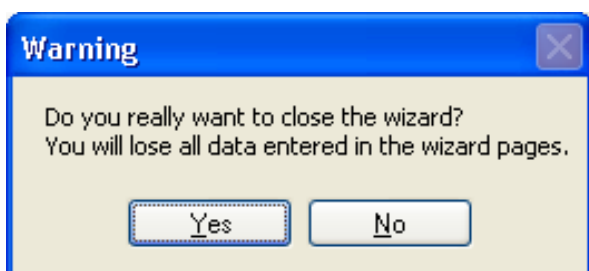 Warning
Do you really want to close the wizard?
You will lose all data entered in the wizard pages.
Yes No